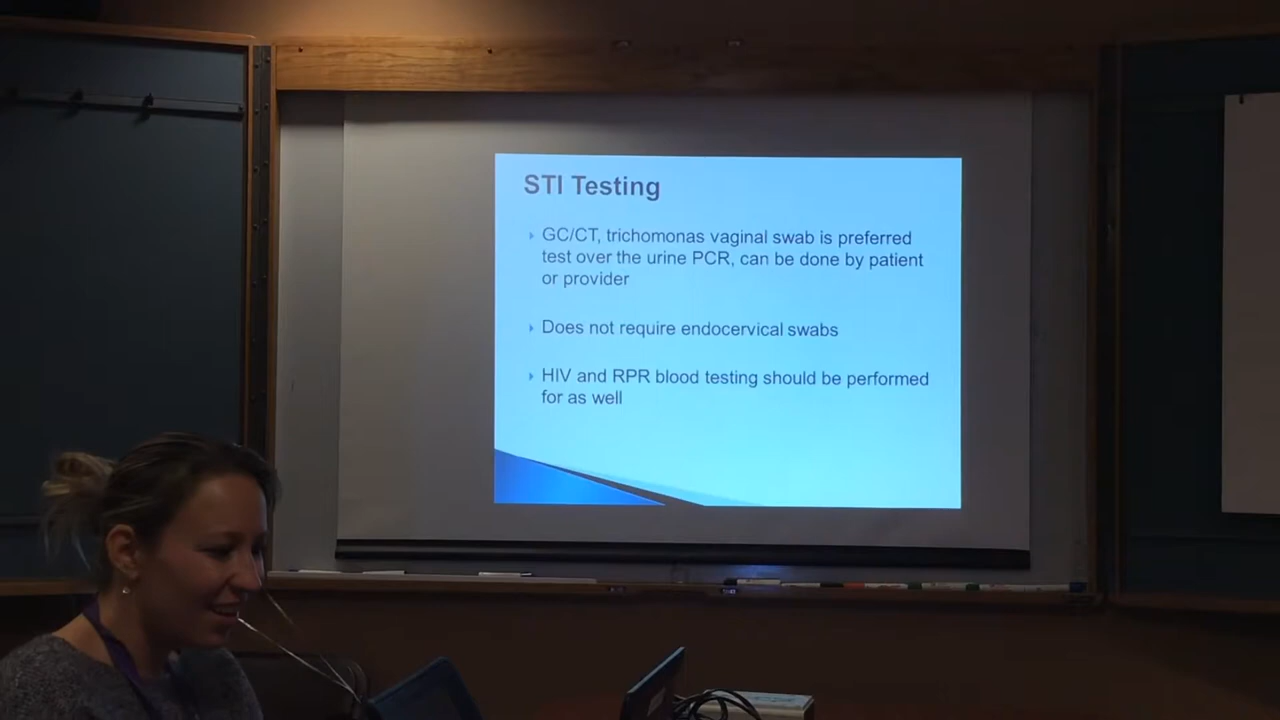 STI Testing
GC/CT, trichomonas vaginal swab is preferred
test over the urine PCR, can be done by patient
or provider
Does not require endocervical swabs
HIV and RPR blood testing should be performed
for as well